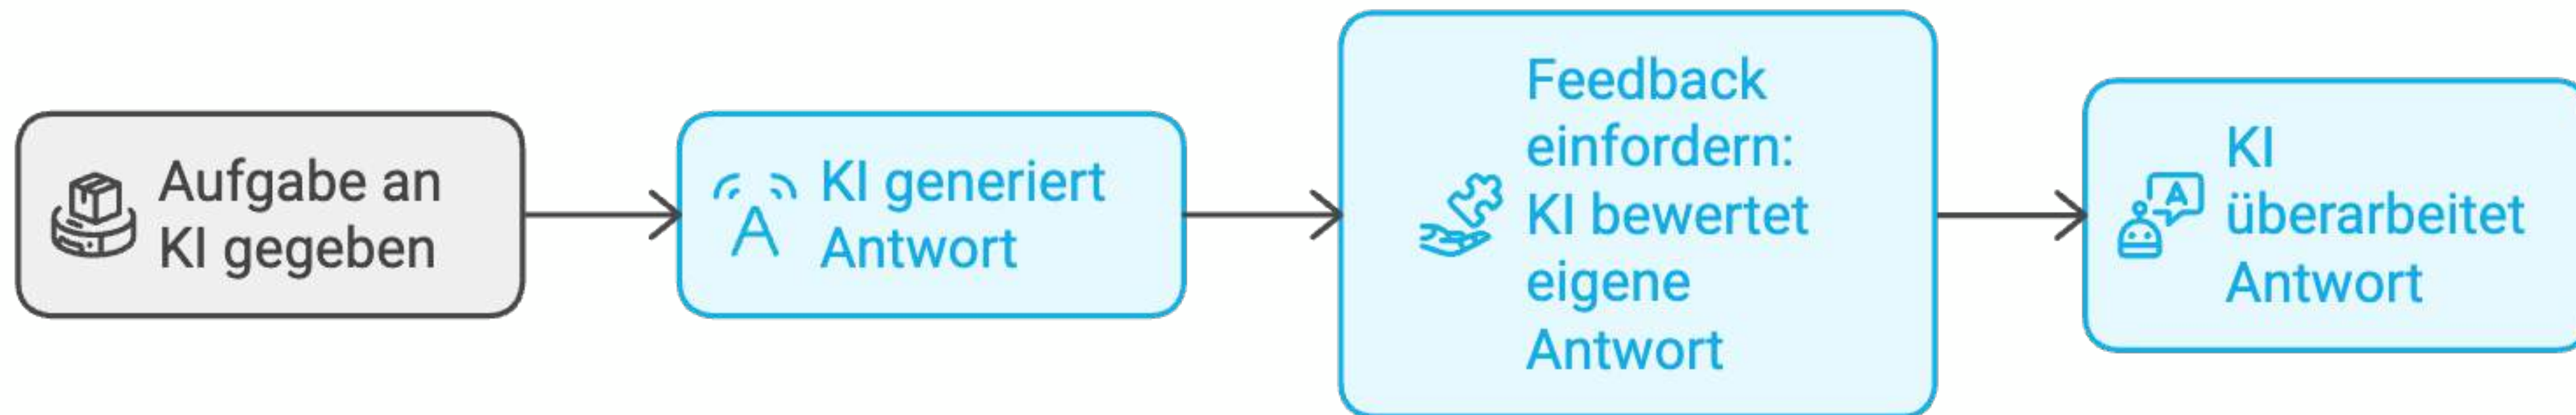 Aufgabe an
KI gegeben
KI generiert
Antwort
Feedback
einfordern:
KI bewertet
eigene
Antwort
KI
überarbeitet
Antwort